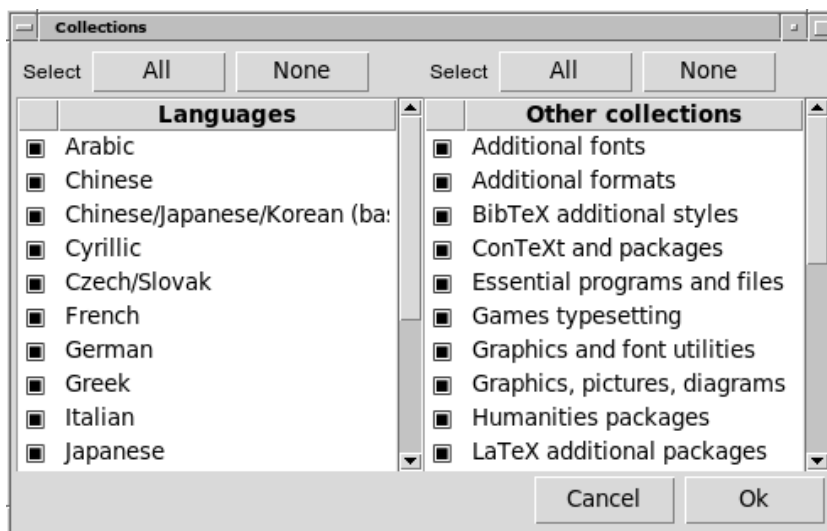 Collections
Select All None Select All None
Languages
Arabic
Chinese
Chinese/Japanese/Korean (bas
Cyrillic
Czech/Slovak
French
German
Greek
Italian
Japanese
Other collections
Additional fonts
Additional formats
BibTeX additional styles
ConTeXt and packages
Essential programs and files
Games typesetting
Graphics and font utilities
Graphics, pictures, diagrams
Humanities packages
LaTeX additional packages
Cancel Ok